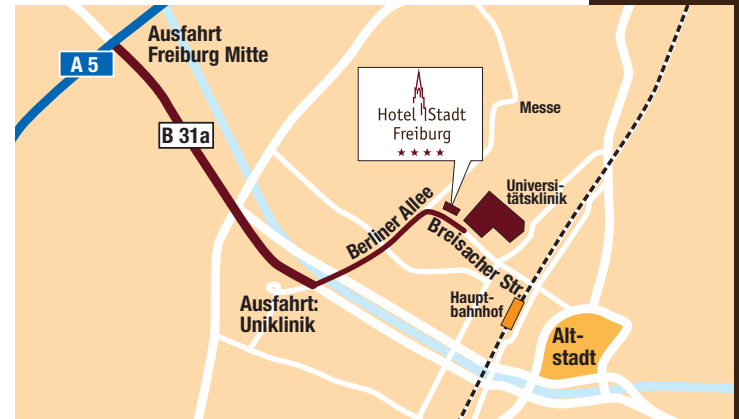 Ausfahrt
Freiburg Mitte
A 5
B 31a
Hotel Stadt
Freiburg
★★★★
Messe
Universi-
tätsklinik
Berliner Allee
Breisacher Str.
Ausfahrt:
Uniklinik
Haupt-
bahnhof
Alt-
stadt